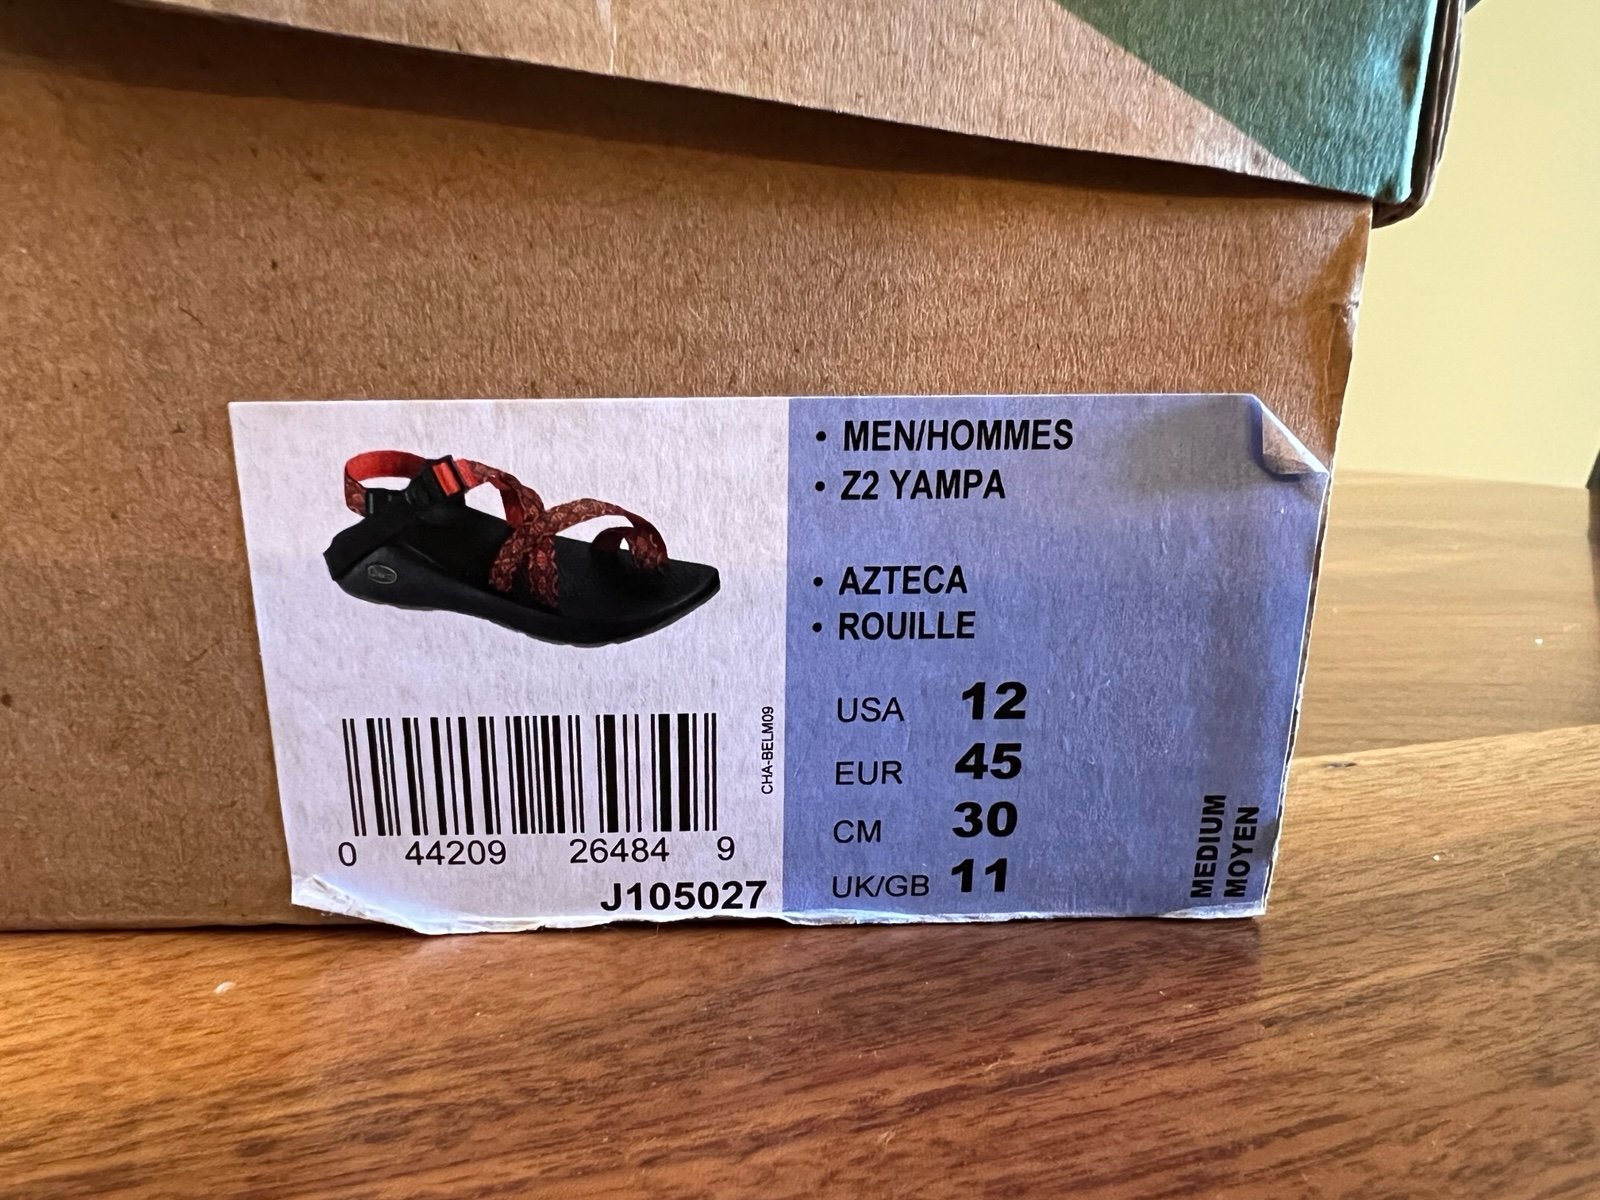 • MEN/HOMMES
• Z2 YAMPA
• AZTECA
• ROUILLE
USA 12
EUR 45
CM 30
UK/GB 11
MEDIUM
MOYEN
CHA-BELM09
0 44209 26484 9
J105027